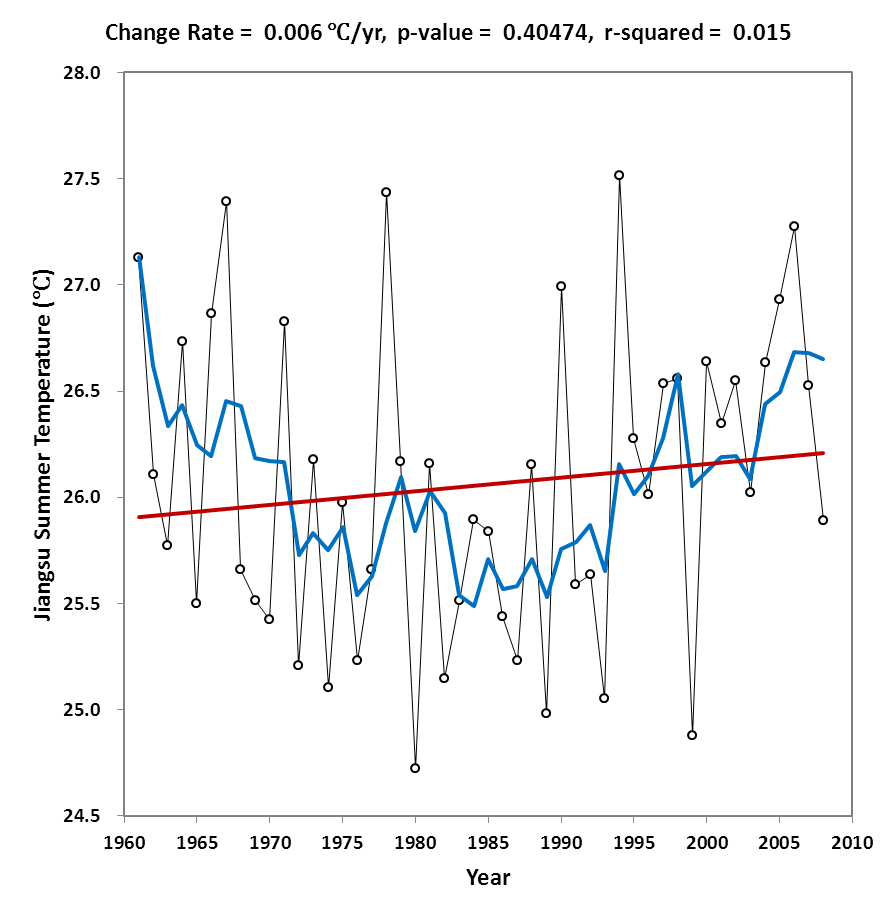 Change Rate = 0.006 ℃/yr, p-value = 0.40474, r-squared = 0.015
28.0
27.5
27.0
26.5
26.0
25.5
25.0
24.5
Jiangsu Summer Temperature (℃)
1960 1965 1970 1975 1980 1985 1990 1995 2000 2005 2010
Year